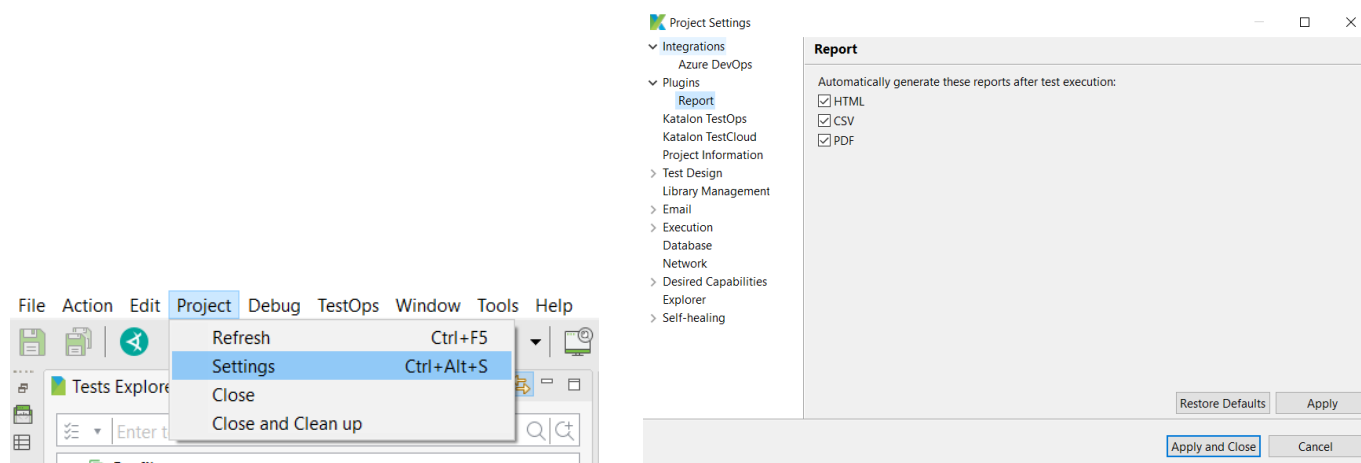 File Action Edit Project Debug TestOps Window Tools Help
Refresh Ctrl+F5
Settings Ctrl+Alt+S
Close
Close and Clean up
Tests Explore
Enter t
Project Settings
Integrations
Azure DevOps
Plugins
Report
Katalon TestOps
Katalon TestCloud
Project Information
Test Design
Library Management
Email
Execution
Database
Network
Desired Capabilities
Explorer
Self-healing
Report
Automatically generate these reports after test execution:
HTML
CSV
PDF
Restore Defaults Apply
Apply and Close Cancel